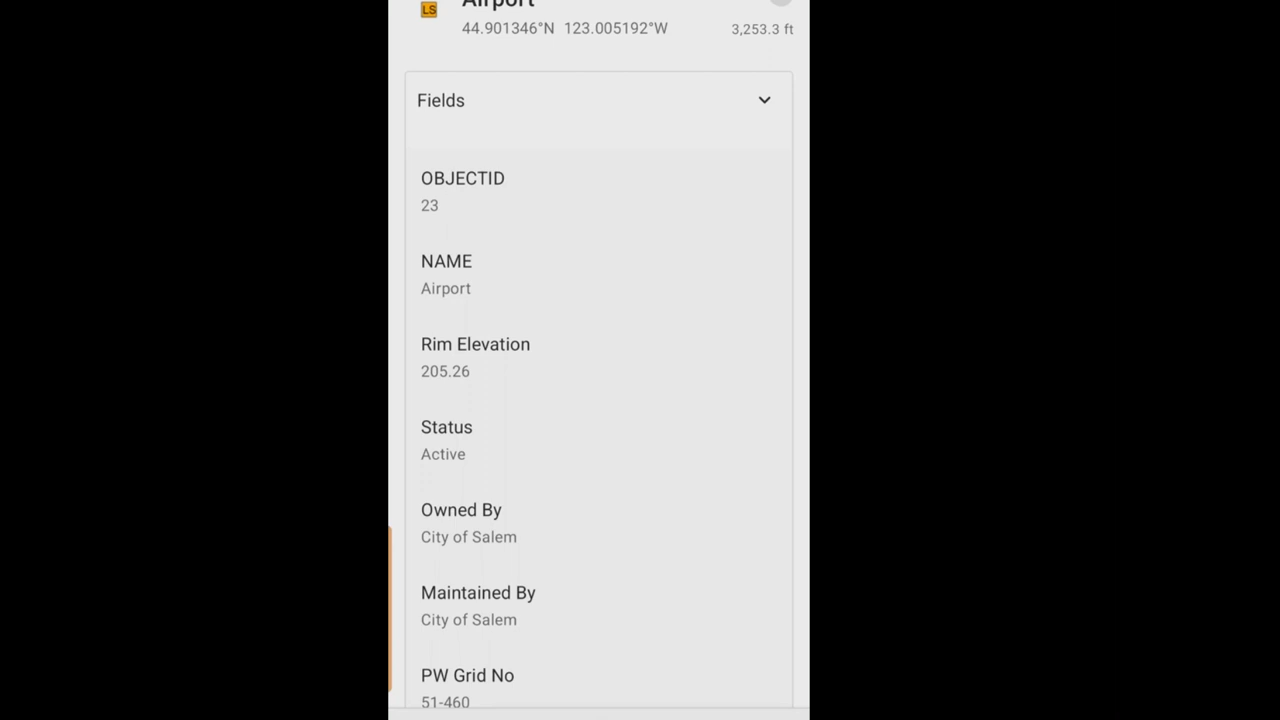 LS
Airport
44.901346°N 123.005192°W
3,253.3 ft
Fields
OBJECTID
23
NAME
Airport
Rim Elevation
205.26
Status
Active
Owned By
City of Salem
Maintained By
City of Salem
PW Grid No
51-460